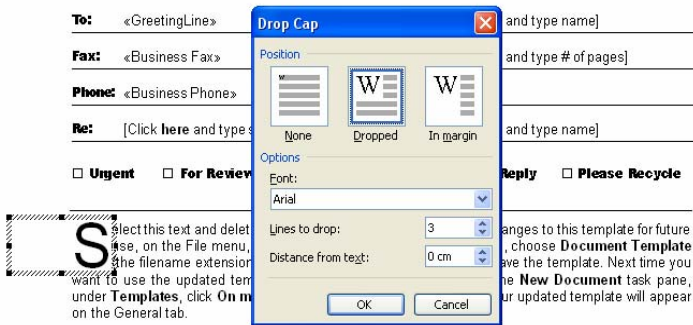 To: «GreetingLine» and type name]
Drop Cap
Position
Fax: «Business Fax» and type # of pages]
W W W
Phone: «Business Phone»
None Dropped In margin
Re: [Click here and type s and type name]
Options
☐ Urgent ☐ For Review Reply ☐ Please Recycle
Font:
Arial
Select this text and delet anges to this template for future
Lines to drop: 3
use, on the File menu, , choose Document Template
Distance from text: 0 cm
the filename extension ave the template. Next time you
want to use the updated tem he New Document task pane,
under Templates, click On m ur updated template will appear
OK Cancel
on the General tab.